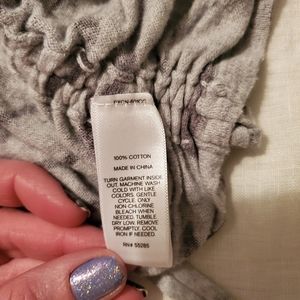 100% COTTON
MADE IN CHINA
TURN GARMENT INSIDE
OUT. MACHINE WASH
COLD WITH LIKE
COLORS. GENTLE
CYCLE. ONLY
NON-CHLORINE
BLEACH WHEN
NEEDED. TUMBLE
DRY LOW. REMOVE
PROMPTLY. COOL
IRON IF NEEDED.
RN# 55285